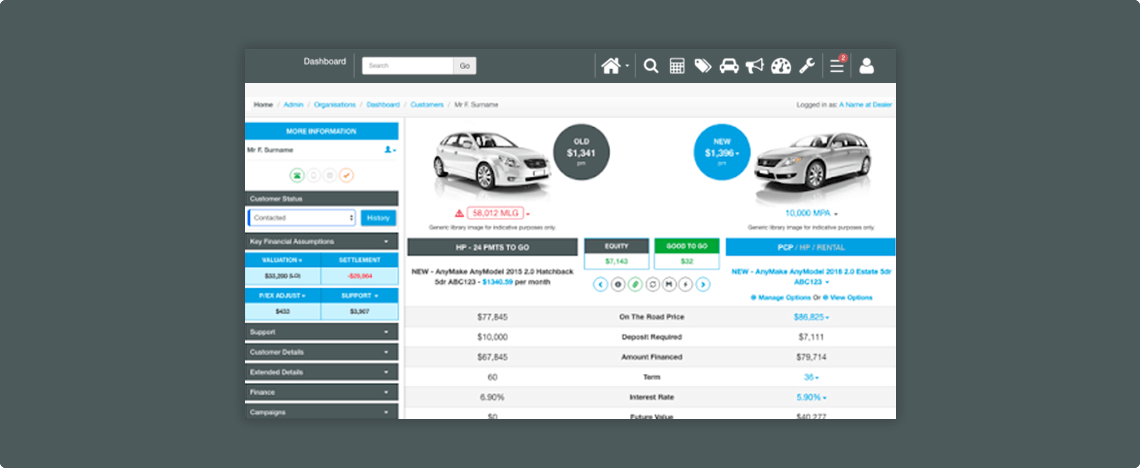 Dashboard
Search
Go
2
Home / Admin / Organisations / Dashboard / Customers / Mr F. Surname
Logged in as: A Name at Dealer
MORE INFORMATION
Mr F. Surname
Customer Status
Contacted
History
Key Financial Assumptions
VALUATION
SETTLEMENT
$33,200
-$29,964
P/EX ADJUST +
SUPPORT +
$433
$3,907
Support
Customer Details
Extended Details
Finance
Campaigns
OLD
$1,341
pm
NEW
$1,396
pm
58,012 MLG
10,000 MPA
Generic library image for indicative purposes only.
Generic library image for indicative purposes only.
HP - 24 PMTS TO GO
EQUITY
$7,143
GOOD TO GO
$32
PCP / HP / RENTAL
NEW - AnyMake AnyModel 2015 2.0 Hatchback
5dr ABC123 - $1340.59 per month
NEW - AnyMake AnyModel 2018 2.0 Estate 5dr
ABC123
Manage Options Or View Options
$77,845 On The Road Price $86,825
$10,000 Deposit Required $7,111
$67,845 Amount Financed $79,714
60 Term 36
6.90% Interest Rate 5.90%
$0 Future Value $40,277